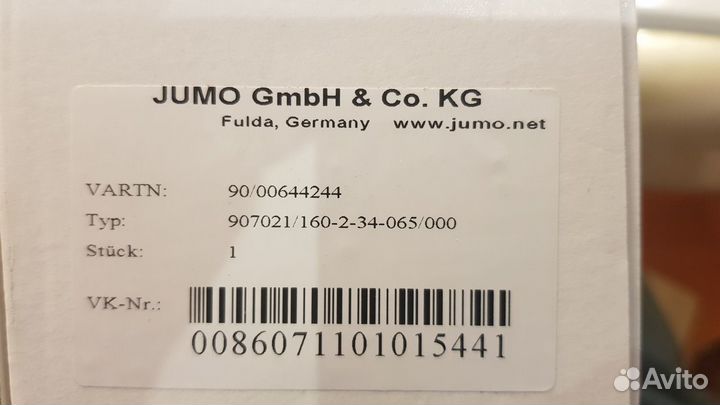 JUMO GmbH & Co. KG
Fulda, Germany www.jumo.net
VARTN: 90/00644244
Typ: 907021/160-2-34-065/000
Stück: 1
VK-Nr.:
0086071101015441
Avito